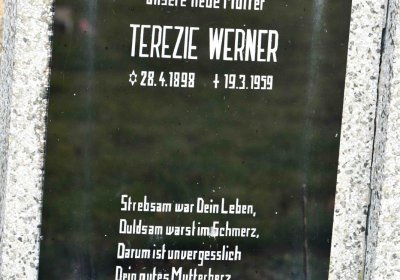 unsere neue Mutter
TEREZIE WERNER
✡ 28.4.1898 † 19.3.1959
Strebsam war Dein Leben,
Duldsam warst im Schmerz,
Darum ist unvergesslich
Dein gutes Mutterherz